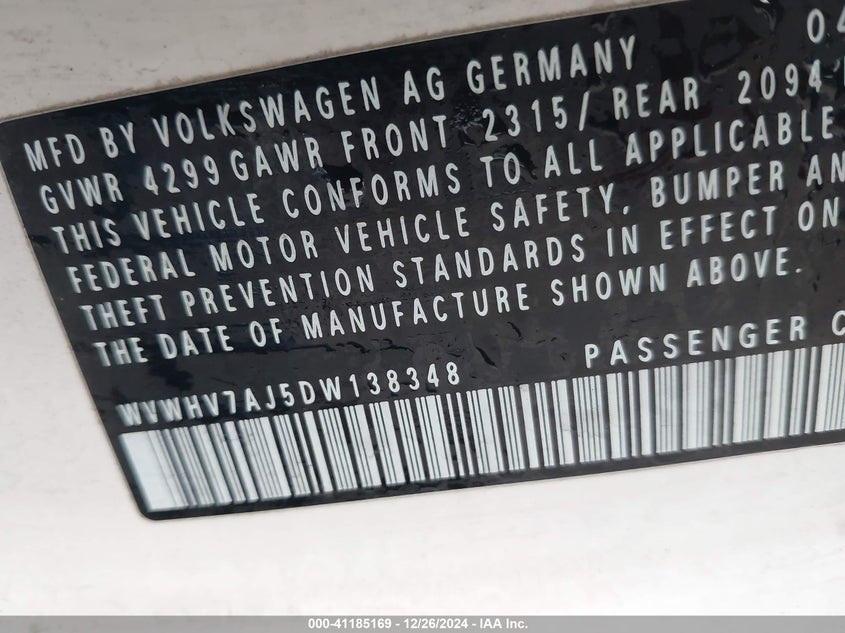 04
MFD BY VOLKSWAGEN AG GERMANY
GVWR 4299 GAWR FRONT 2315/ REAR 2094
THIS VEHICLE CONFORMS TO ALL APPLICABLE
FEDERAL MOTOR VEHICLE SAFETY, BUMPER AN
THEFT PREVENTION STANDARDS IN EFFECT ON
THE DATE OF MANUFACTURE SHOWN ABOVE.
PASSENGER C
WVWHV7AJ5DW138348
000-41185169 - 12/26/2024 - IAA Inc.